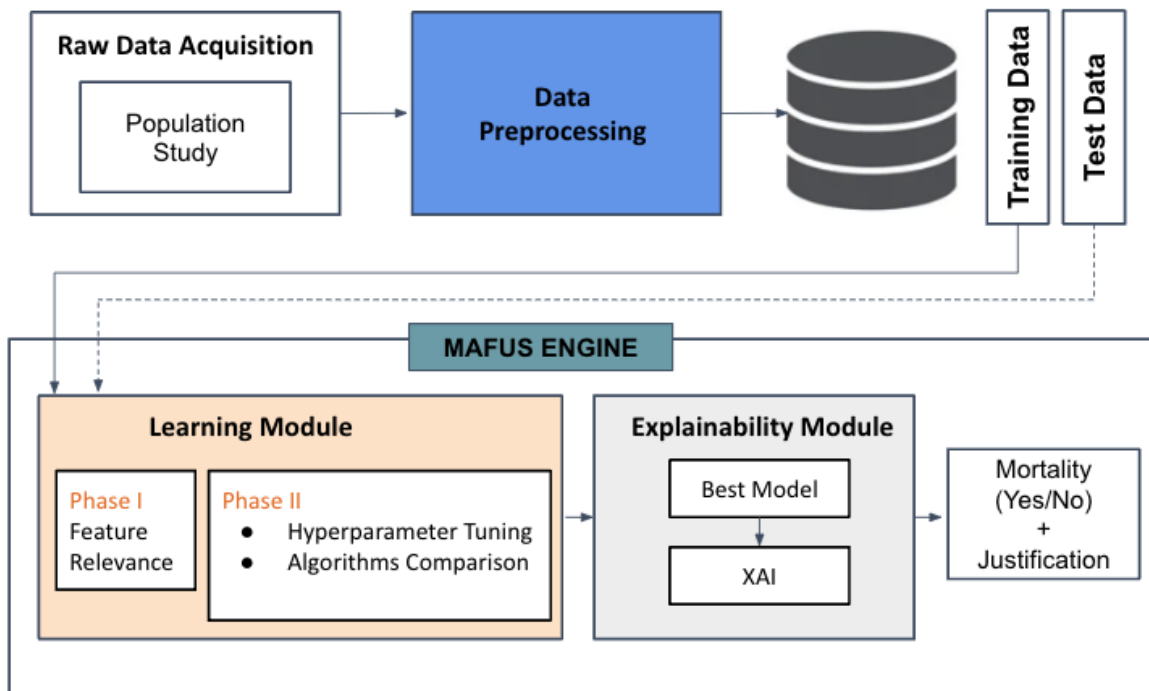 Raw Data Acquisition
Population
Study
Data
Preprocessing
Training Data
Test Data
MAFUS ENGINE
Learning Module
Phase I
Feature
Relevance
Phase II
● Hyperparameter Tuning
● Algorithms Comparison
Explainability Module
Best Model
XAI
Mortality
(Yes/No)
+
Justification